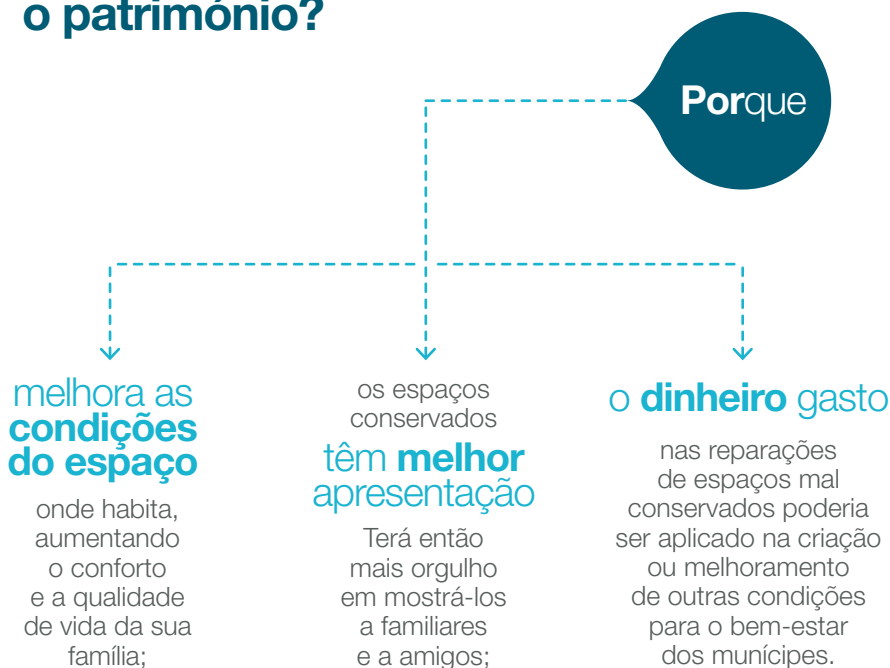 o património?
Porque
melhora as
condições
do espaço
onde habita,
aumentando
o conforto
e a qualidade
de vida da sua
família;
os espaços
conservados
têm melhor
apresentação
Terá então
mais orgulho
em mostrá-los
a familiares
e a amigos;
o dinheiro gasto
nas reparações
de espaços mal
conservados poderia
ser aplicado na criação
ou melhoramento
de outras condições
para o bem-estar
dos munícipes.